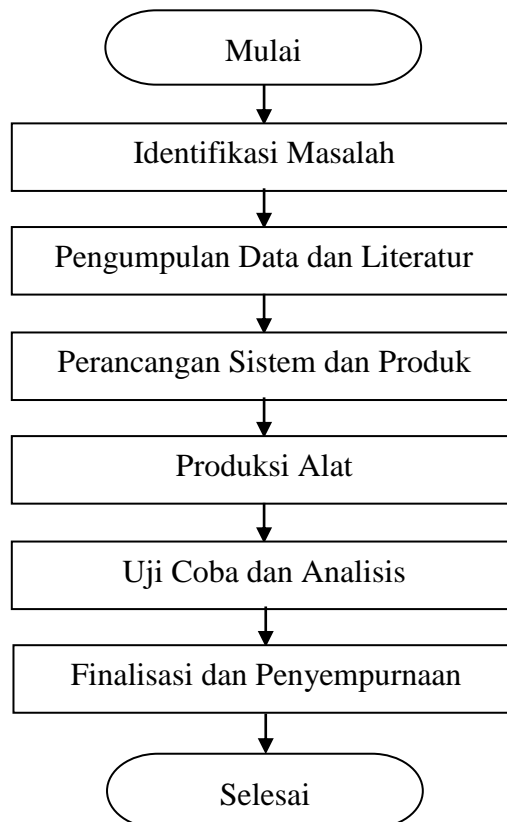 Mulai
Identifikasi Masalah
Pengumpulan Data dan Literatur
Perancangan Sistem dan Produk
Produksi Alat
Uji Coba dan Analisis
Finalisasi dan Penyempurnaan
Selesai